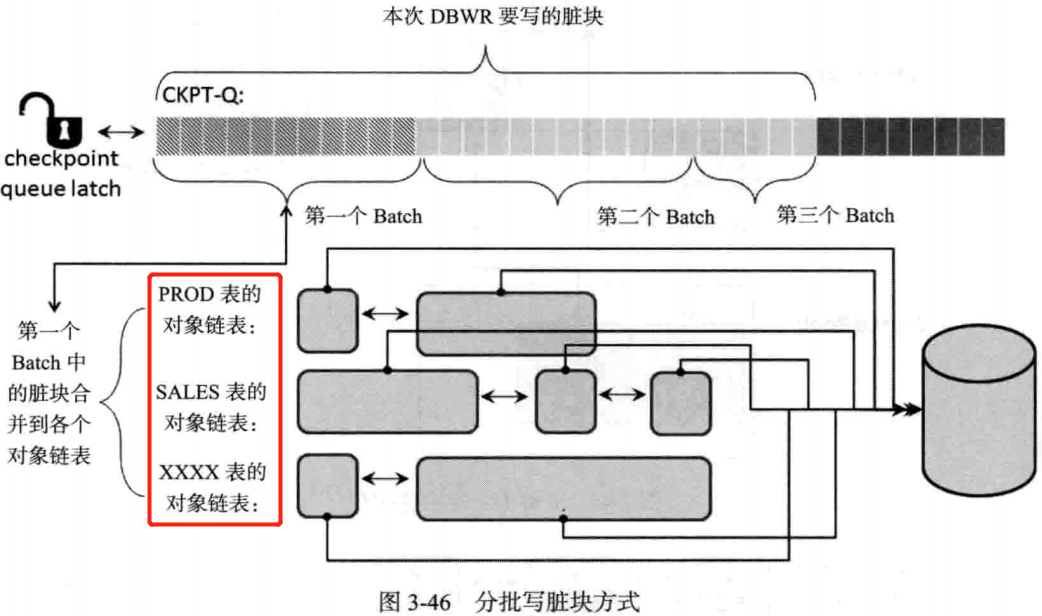 本次 DBWR 要写的脏块
CKPT-Q:
checkpoint
queue latch
第一个 Batch
第二个 Batch
第三个 Batch
第一个
Batch 中
的脏块合
并到各个
对象链表
PROD 表的
对象链表：
SALES 表的
对象链表：
XXXX 表的
对象链表：
图 3-46 分批写脏块方式